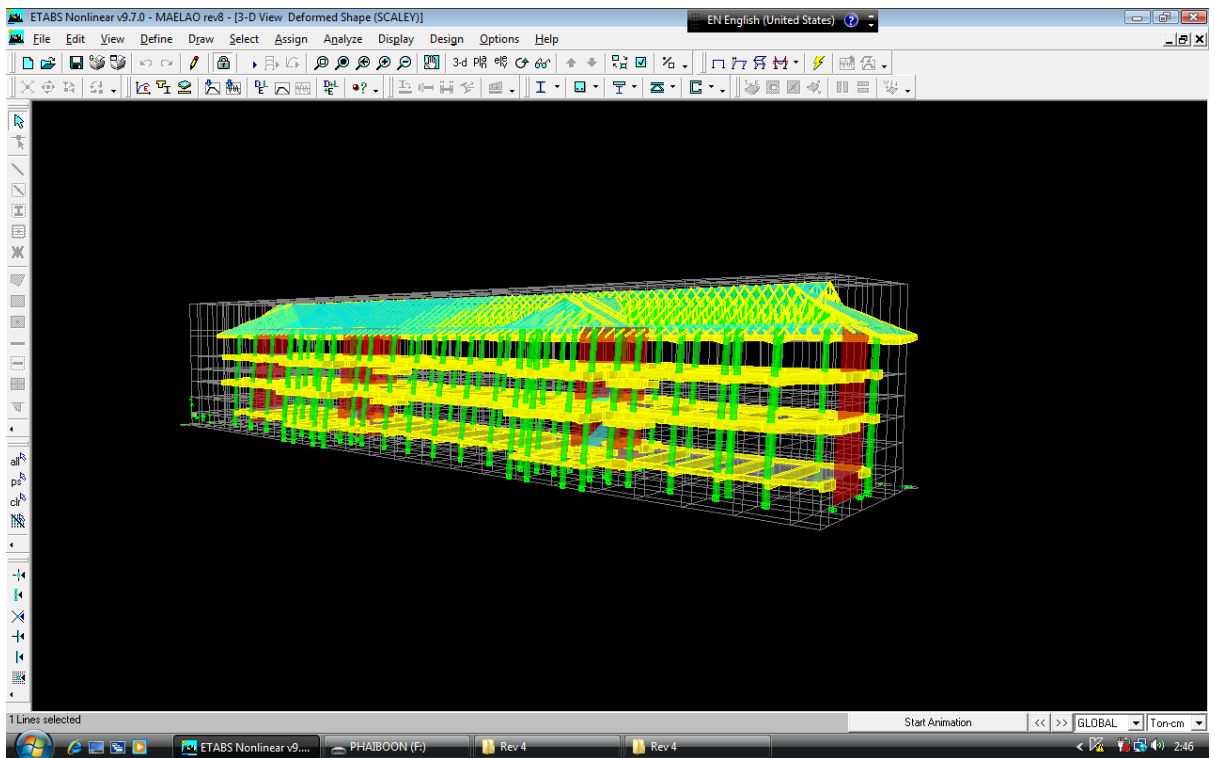 ETABS Nonlinear v9.7.0 - MAELAO rev8 - [3-D View Deformed Shape (SCALEY)]
EN English (United States)
File Edit View Define Draw Select Assign Analyze Display Design Options Help
3-d
all
ps
clr
1 Lines selected
Start Animation
<< >>
GLOBAL
Ton-cm
ETABS Nonlinear v9....
PHAIBOON (F:)
Rev 4
Rev 4
2:46